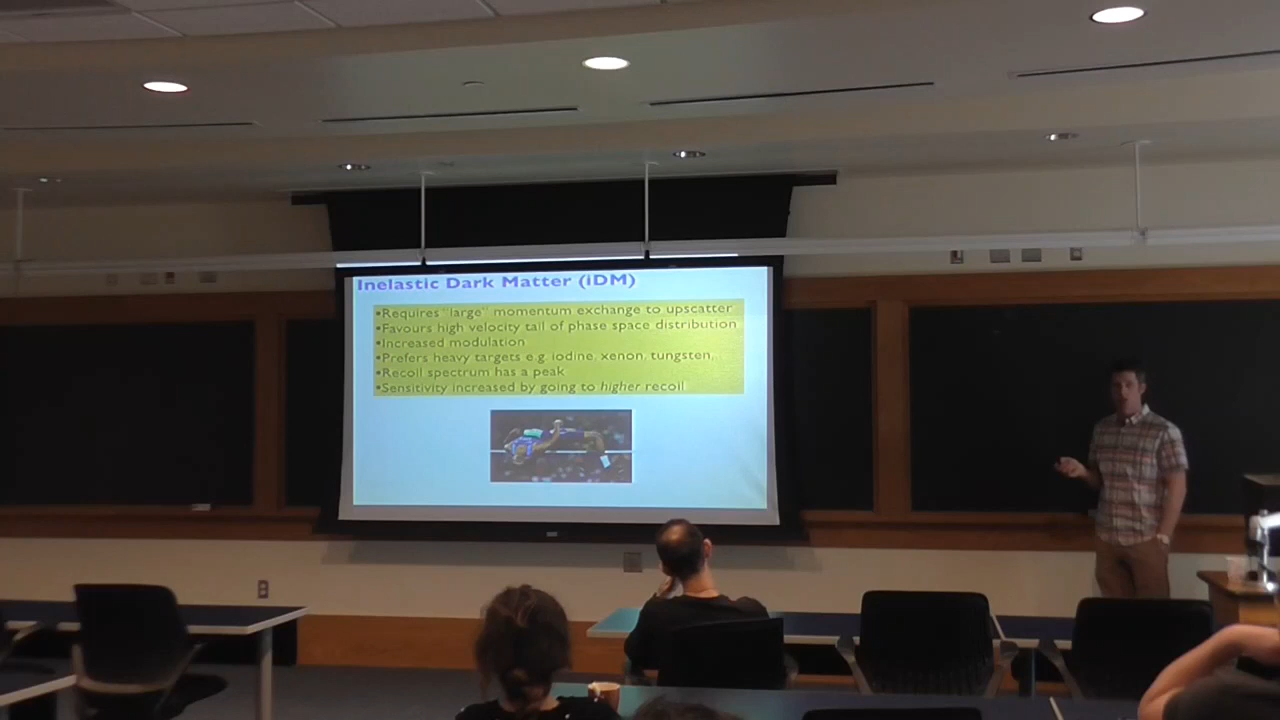 Inelastic Dark Matter (iDM)
•Requires "large" momentum exchange to upscatter
•Favours high velocity tail of phase space distribution
•Increased modulation
•Prefers heavy targets e.g. iodine, xenon, tungsten,
•Recoil spectrum has a peak
•Sensitivity increased by going to higher recoil